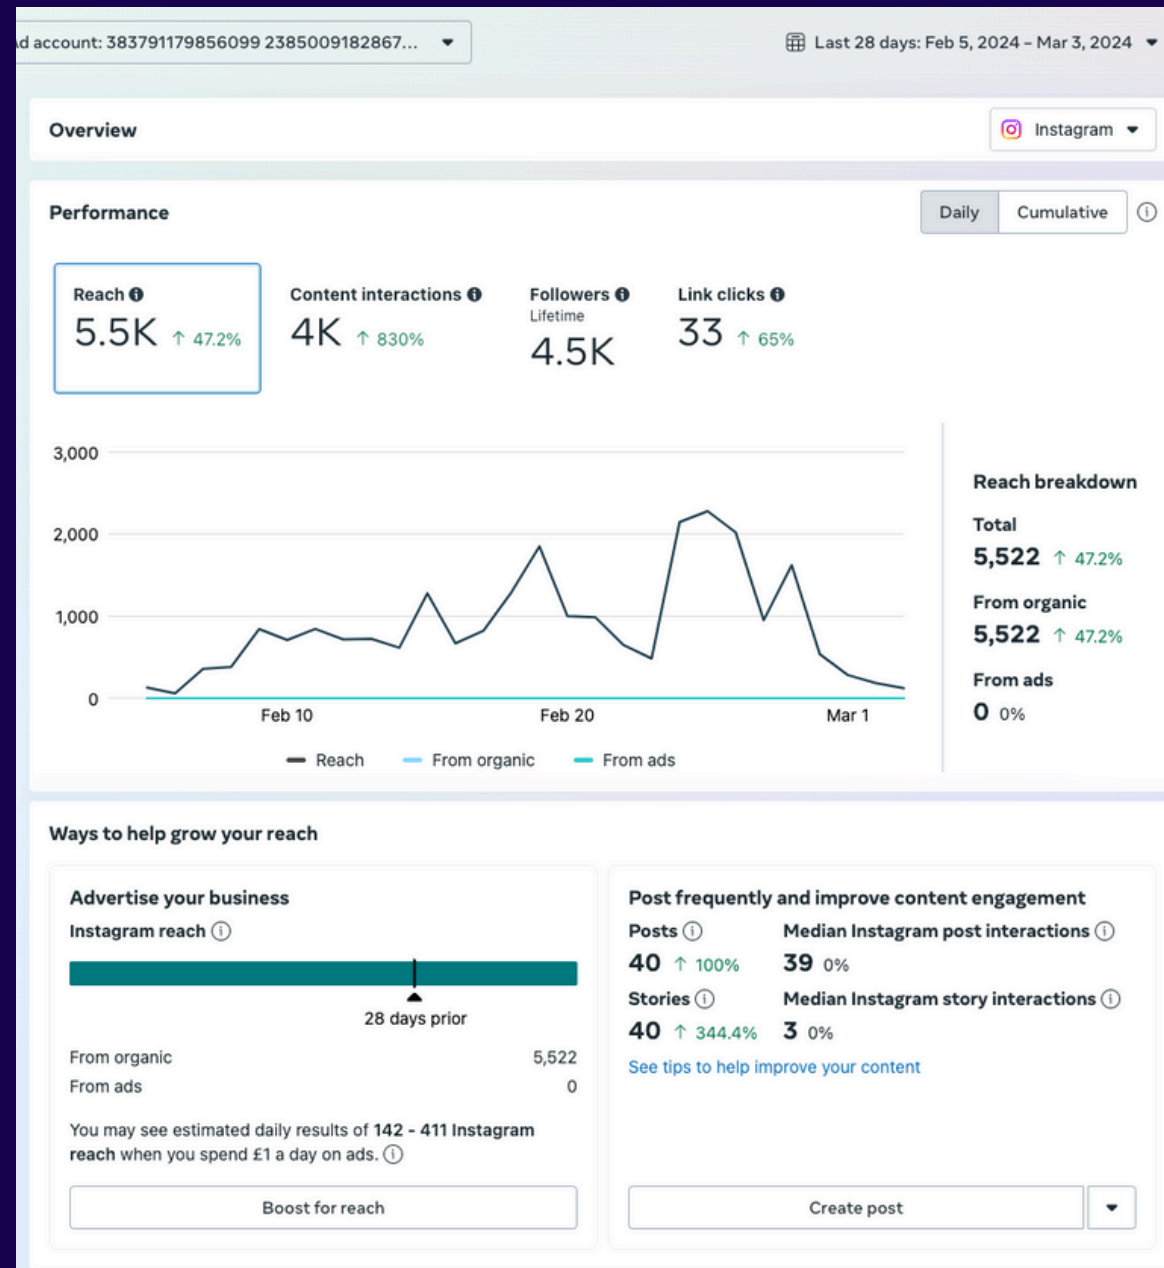 d account: 383791179856099 2385009182867...
Last 28 days: Feb 5, 2024 – Mar 3, 2024
Overview
Instagram
Performance
Daily
Cumulative
Reach
5.5K ↑ 47.2%
Content interactions
4K ↑ 830%
Followers
Lifetime
4.5K
Link clicks
33 ↑ 65%
3,000
2,000
1,000
0
Feb 10
Feb 20
Mar 1
Reach
From organic
From ads
Reach breakdown
Total
5,522 ↑ 47.2%
From organic
5,522 ↑ 47.2%
From ads
0 0%
Ways to help grow your reach
Advertise your business
Instagram reach
28 days prior
From organic 5,522
From ads 0
You may see estimated daily results of 142 - 411 Instagram
reach when you spend £1 a day on ads.
Boost for reach
Post frequently and improve content engagement
Posts
40 ↑ 100%
Median Instagram post interactions
39 0%
Stories
40 ↑ 344.4%
Median Instagram story interactions
3 0%
See tips to help improve your content
Create post